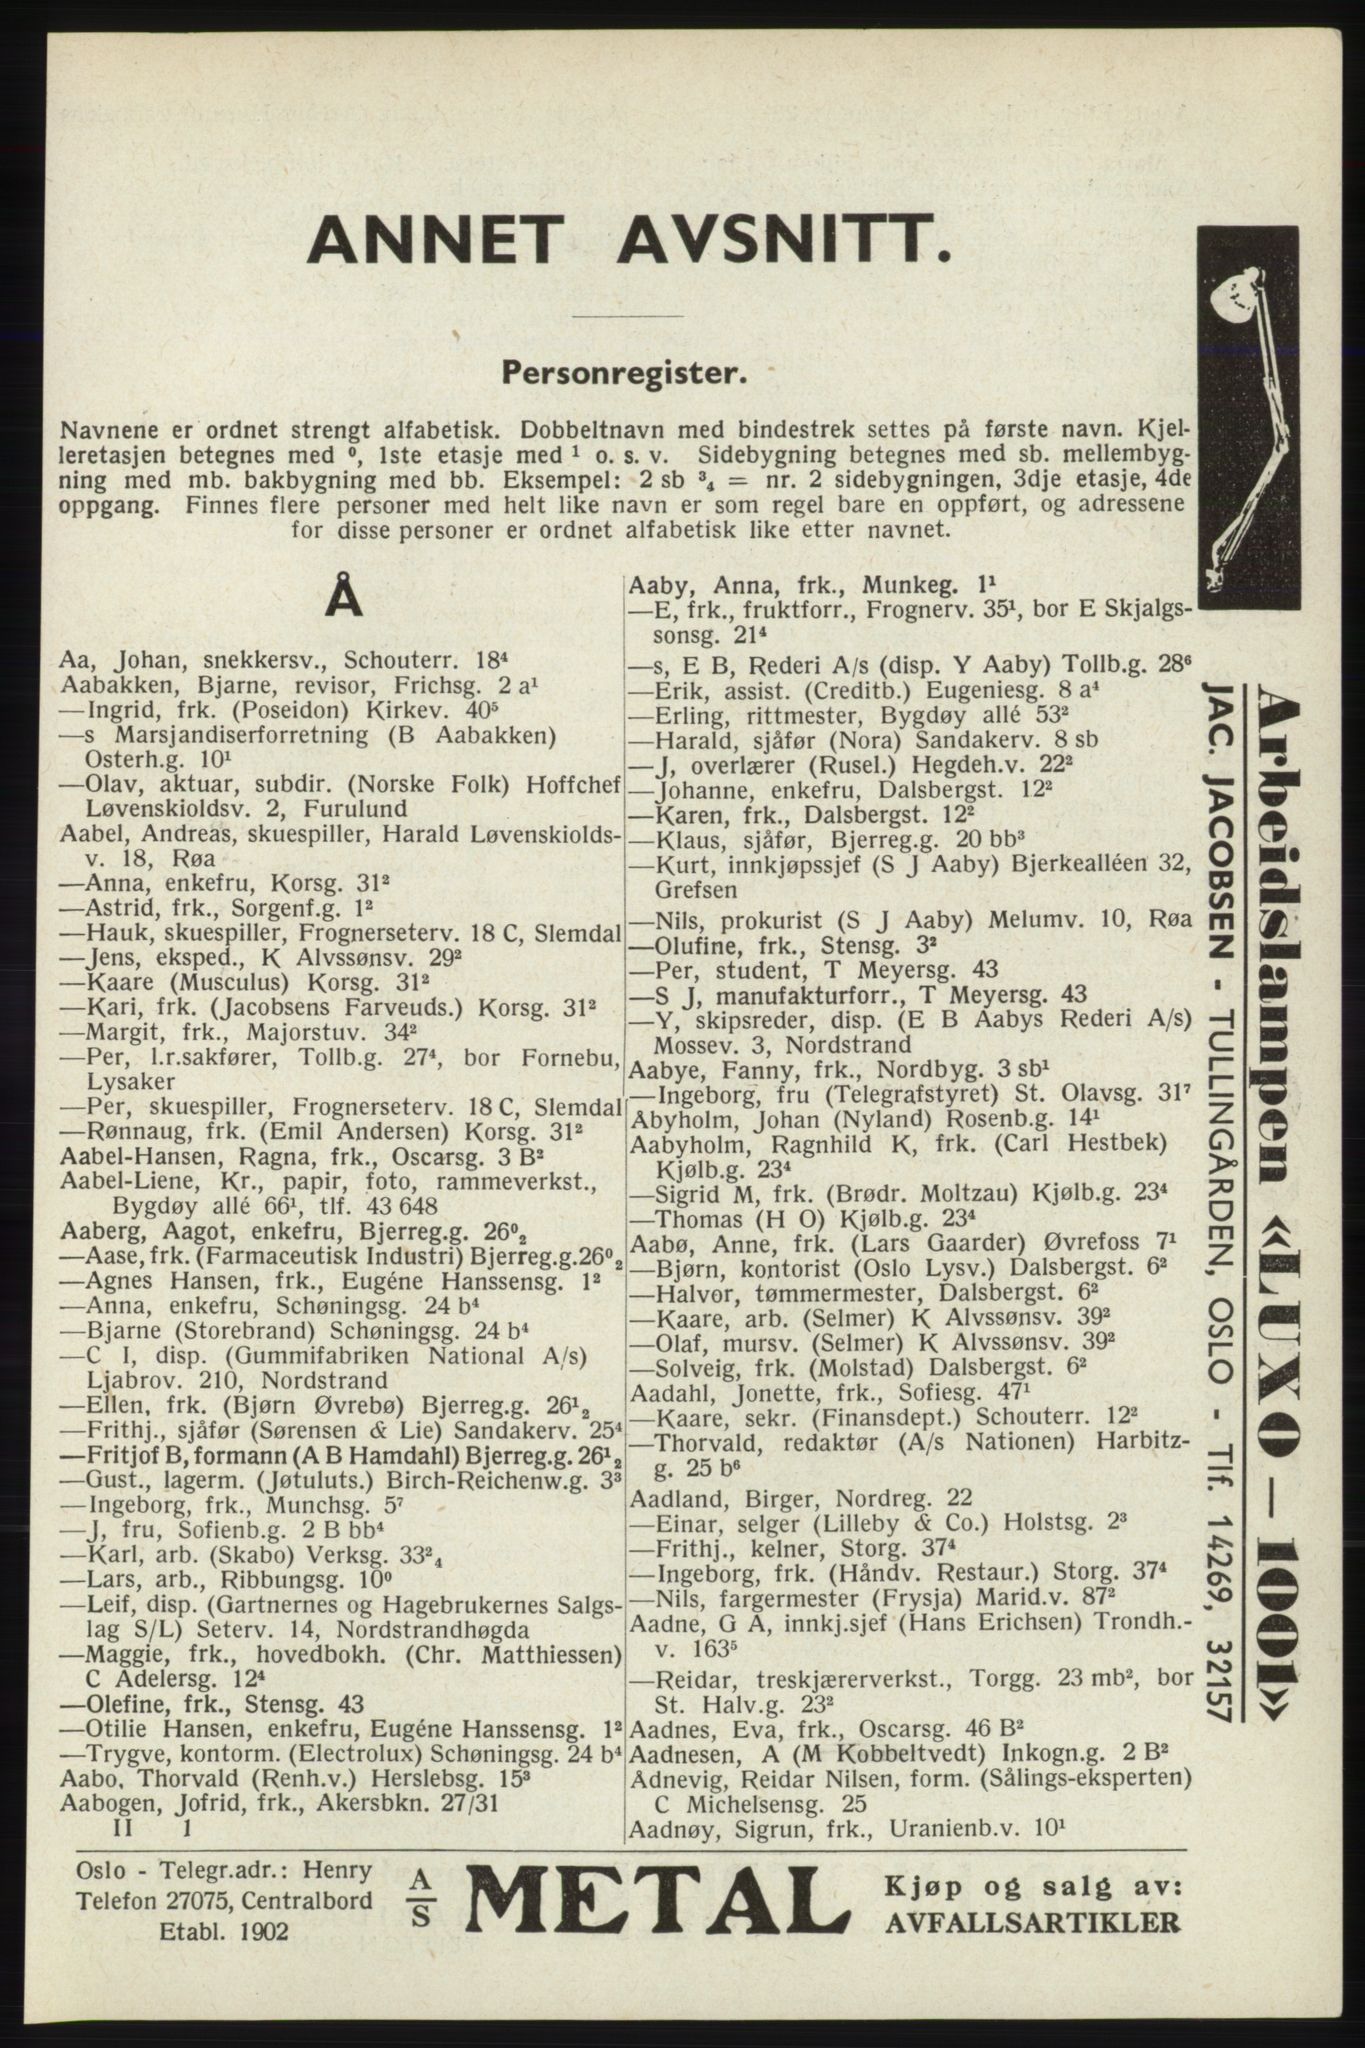 ANNET AVSNITT.
Personregister.
Navnene er ordnet strengt alfabetisk. Dobbeltnavn med bindestrek settes på første navn. Kjel-
leretasjen betegnes med ⁰, 1ste etasje med ¹ o. s. v. Sidebygning betegnes med sb. mellembyg-
ning med mb. bakbygning med bb. Eksempel: 2 sb ³₄ = nr. 2 sidebygningen, 3dje etasje, 4de
oppgang. Finnes flere personer med helt like navn er som regel bare en oppført, og adressene
for disse personer er ordnet alfabetisk like etter navnet.
Å
Aa, Johan, snekkersv., Schouterr. 18⁴
Aabakken, Bjarne, revisor, Frichsg. 2 a¹
—Ingrid, frk. (Poseidon) Kirkev. 40⁵
—s Marsjandiserforretning (B Aabakken)
Osterh.g. 10¹
—Olav, aktuar, subdir. (Norske Folk) Hoffchef
Løvenskioldsv. 2, Furulund
Aabel, Andreas, skuespiller, Harald Løvenskiolds-
v. 18, Røa
—Anna, enkefru, Korsg. 31²
—Astrid, frk., Sorgenf.g. 1²
—Hauk, skuespiller, Frognerseterv. 18 C, Slemdal
—Jens, eksped., K Alvssønsv. 29²
—Kaare (Musculus) Korsg. 31²
—Kari, frk. (Jacobsens Farveuds.) Korsg. 31²
—Margit, frk., Majorstuv. 34²
—Per, l.r.sakfører, Tollb.g. 27⁴, bor Fornebu,
Lysaker
—Per, skuespiller, Frognerseterv. 18 C, Slemdal
—Rønnaug, frk. (Emil Andersen) Korsg. 31²
Aabel-Hansen, Ragna, frk., Oscarsg. 3 B²
Aabel-Liene, Kr., papir, foto, rammeverkst.,
Bygdøy allé 66¹, tlf. 43 648
Aaberg, Aagot, enkefru, Bjerreg.g. 26⁰₂
—Aase, frk. (Farmaceutisk Industri) Bjerreg.g. 26⁰₂
—Agnes Hansen, frk., Eugéne Hanssensg. 1²
—Anna, enkefru, Schøningsg. 24 b⁴
—Bjarne (Storebrand) Schøningsg. 24 b⁴
—C I, disp. (Gummifabriken National A/s)
Ljabrov. 210, Nordstrand
—Ellen, frk. (Bjørn Øvrebø) Bjerreg.g. 26¹₂
—Frithj., sjåfør (Sørensen & Lie) Sandakerv. 25⁴
—Fritjof B, formann (A B Hamdahl) Bjerreg.g. 26¹₂
—Gust., lagerm. (Jøtuluts.) Birch-Reichenw.g. 3³
—Ingeborg, frk., Munchsg. 5⁷
—J, fru, Sofienb.g. 2 B bb⁴
—Karl, arb. (Skabo) Verksg. 33²₄
—Lars, arb., Ribbungsg. 10⁰
—Leif, disp. (Gartnernes og Hagebrukernes Salgs-
lag S/L) Seterv. 14, Nordstrandhøgda
—Maggie, frk., hovedbokh. (Chr. Matthiessen)
C Adelersg. 12⁴
—Olefine, frk., Stensg. 43
—Otilie Hansen, enkefru, Eugéne Hanssensg. 1²
—Trygve, kontorm. (Electrolux) Schøningsg. 24 b⁴
Aabo, Thorvald (Renh.v.) Herslebsg. 15³
Aabogen, Jofrid, frk., Akersbkn. 27/31
II 1
Aaby, Anna, frk., Munkeg. 1¹
—E, frk., fruktforr., Frognerv. 35¹, bor E Skjalgs-
sonsg. 21⁴
—s, E B, Rederi A/s (disp. Y Aaby) Tollb.g. 28⁶
—Erik, assist. (Creditb.) Eugeniesg. 8 a⁴
—Erling, rittmester, Bygdøy allé 53²
—Harald, sjåfør (Nora) Sandakerv. 8 sb
—J, overlærer (Rusel.) Hegdeh.v. 22²
—Johanne, enkefru, Dalsbergst. 12²
—Karen, frk., Dalsbergst. 12²
—Klaus, sjåfør, Bjerreg.g. 20 bb³
—Kurt, innkjøpssjef (S J Aaby) Bjerkealléen 32,
Grefsen
—Nils, prokurist (S J Aaby) Melumv. 10, Røa
—Olufine, frk., Stensg. 3²
—Per, student, T Meyersg. 43
—S J, manufakturforr., T Meyersg. 43
—Y, skipsreder, disp. (E B Aabys Rederi A/s)
Mossev. 3, Nordstrand
Aabye, Fanny, frk., Nordbyg. 3 sb¹
—Ingeborg, fru (Telegrafstyret) St. Olavsg. 31⁷
Åbyholm, Johan (Nyland) Rosenb.g. 14¹
Aabyholm, Ragnhild K, frk. (Carl Hestbek)
Kjølb.g. 23⁴
—Sigrid M, frk. (Brødr. Moltzau) Kjølb.g. 23⁴
—Thomas (H O) Kjølb.g. 23⁴
Aabø, Anne, frk. (Lars Gaarder) Øvrefoss 7¹
—Bjørn, kontorist (Oslo Lysv.) Dalsbergst. 6²
—Halvor, tømmermester, Dalsbergst. 6²
—Kaare, arb. (Selmer) K Alvssønsv. 39²
—Olaf, mursv. (Selmer) K Alvssønsv. 39²
—Solveig, frk. (Molstad) Dalsbergst. 6²
Aadahl, Jonette, frk., Sofiesg. 47¹
—Kaare, sekr. (Finansdept.) Schouterr. 12²
—Thorvald, redaktør (A/s Nationen) Harbitz-
g. 25 b⁶
Aadland, Birger, Nordreg. 22
—Einar, selger (Lilleby & Co.) Holstsg. 2³
—Frithj., kelner, Storg. 37⁴
—Ingeborg, frk. (Håndv. Restaur.) Storg. 37⁴
—Nils, fargermester (Frysja) Marid.v. 87²
Aadne, G A, innkj.sjef (Hans Erichsen) Trondh.-
v. 163⁵
—Reidar, treskjærerverkst., Torgg. 23 mb², bor
St. Halv.g. 23²
Aadnes, Eva, frk., Oscarsg. 46 B²
Aadnesen, A (M Kobbeltvedt) Inkogn.g. 2 B²
Ådnevig, Reidar Nilsen, form. (Sålings-eksperten)
C Michelsensg. 25
Aadnøy, Sigrun, frk., Uranienb.v. 10¹
Arbeidslampen «LUXO — 1001»
JAC. JACOBSEN - TULLINGÅRDEN, OSLO - Tlf. 14269, 32157
Oslo - Telegr.adr.: Henry
Telefon 27075, Centralbord
Etabl. 1902
A/S METAL
Kjøp og salg av:
AVFALLSARTIKLER